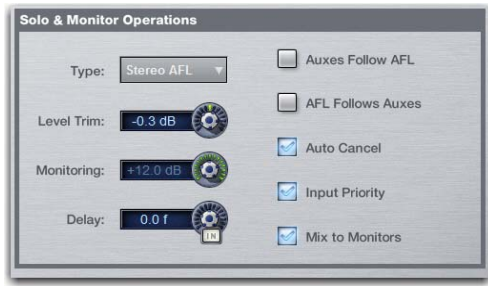 Solo & Monitor Operations
Type: Stereo AFL
Level Trim: -0.3 dB
Monitoring: +12.0 dB
Delay: 0.0 f
IN
Auxes Follow AFL
AFL Follows Auxes
Auto Cancel
Input Priority
Mix to Monitors